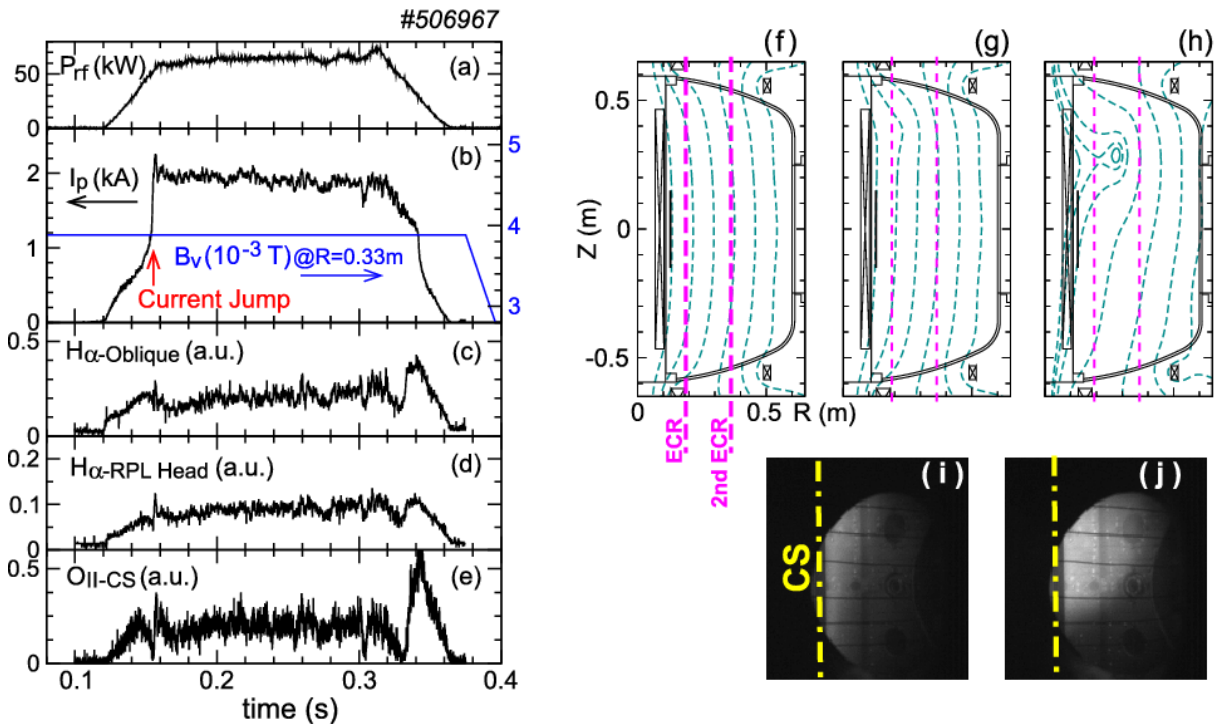 #506967
P_rf (kW)
(a)
50
0
(b)
5
I_p (kA)
2
4
1
B_v (10^-3 T) @R=0.33m
Current Jump
3
0
0.5
(c)
Hα-Oblique (a.u.)
0
0.2
(d)
Hα-RPL Head (a.u.)
0.1
0
(e)
OII-CS (a.u.)
0.5
0
0.1
0.2
0.3
0.4
time (s)
(f)
(g)
(h)
0.5
Z (m)
0
-0.5
0
0.5
R (m)
ECR
2nd ECR
(i)
CS
(j)